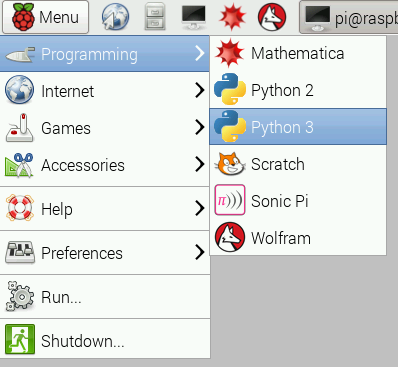 Menu
pi@raspb
Programming
Internet
Games
Accessories
Help
Preferences
Run...
Shutdown...
Mathematica
Python 2
Python 3
Scratch
π)))
Sonic Pi
Wolfram